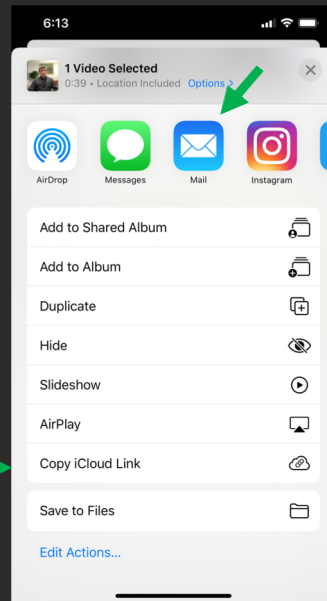 6:13
1 Video Selected
0:39 • Location Included Options >
AirDrop Messages Mail Instagram
Add to Shared Album
Add to Album
Duplicate
Hide
Slideshow
AirPlay
Copy iCloud Link
Save to Files
Edit Actions...